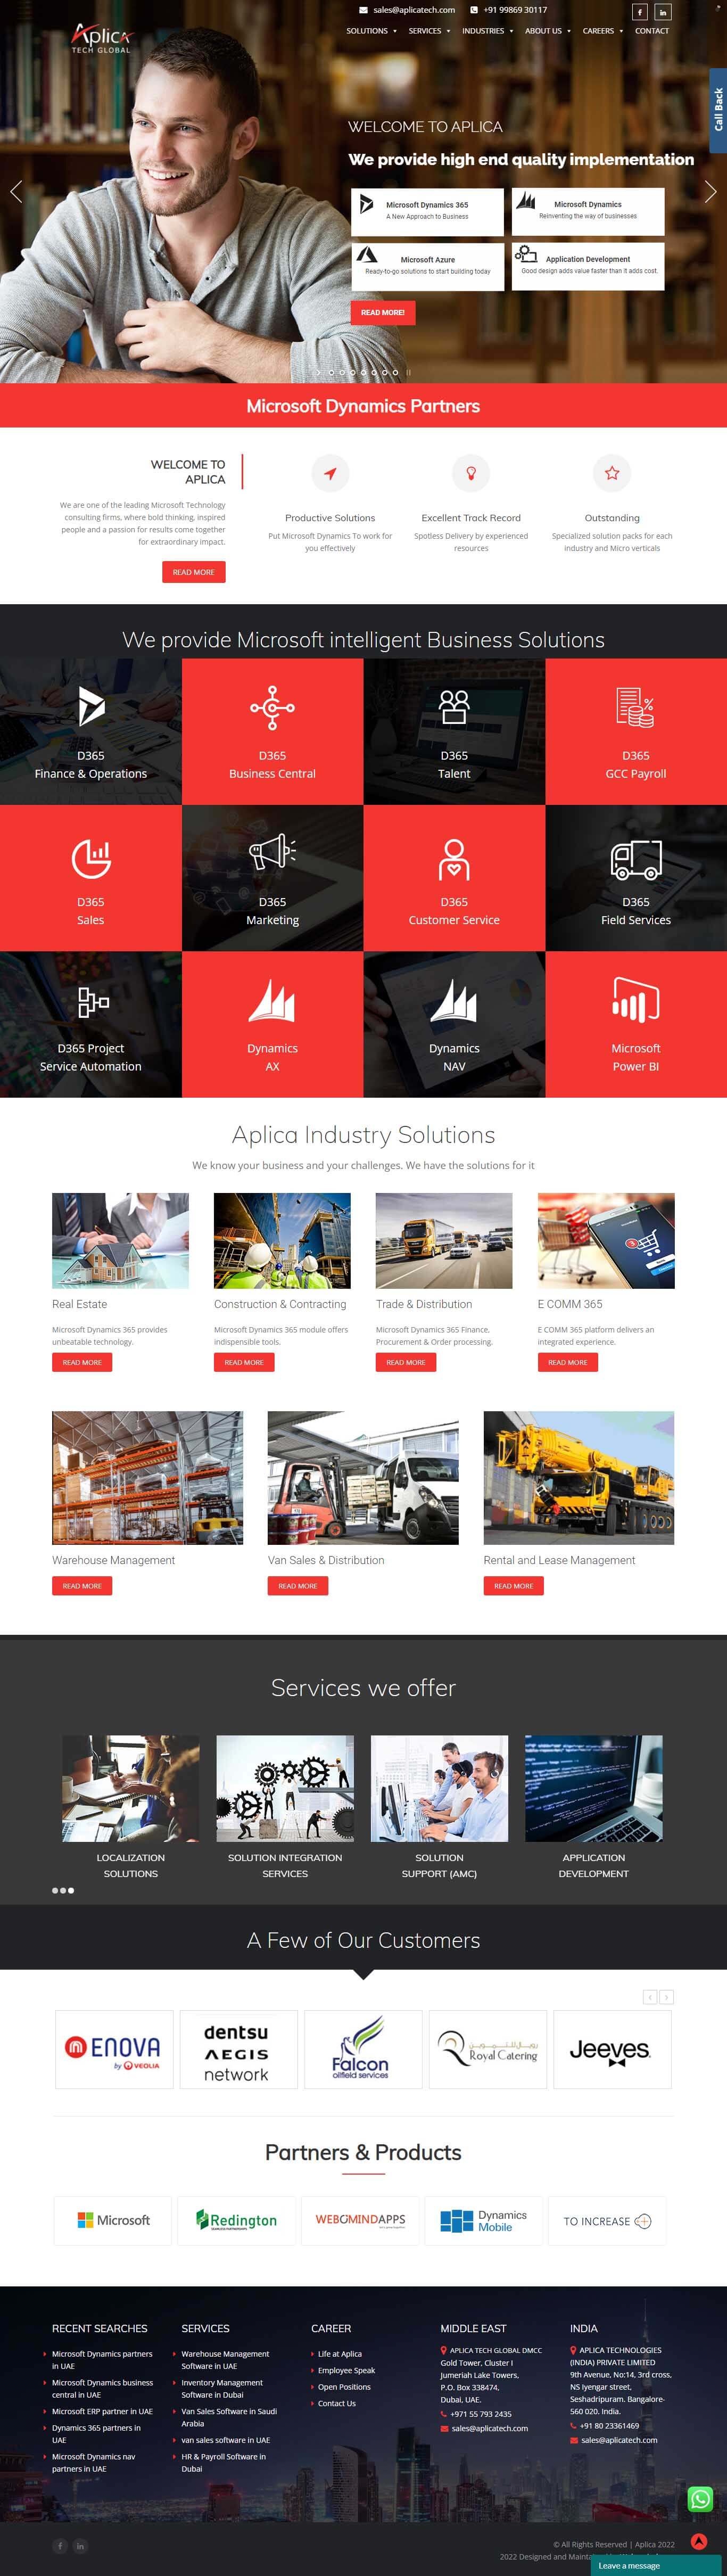 sales@aplicatech.com +91 99869 30117
Aplica
TECH GLOBAL
SOLUTIONS SERVICES INDUSTRIES ABOUT US CAREERS CONTACT
Call Back
WELCOME TO APLICA
We provide high end quality implementation
Microsoft Dynamics 365
A New Approach to Business
Microsoft Dynamics
Reinventing the way of businesses
Microsoft Azure
Ready-to-go solutions to start building today
Application Development
Good design adds value faster than it adds cost.
READ MORE!
Microsoft Dynamics Partners
WELCOME TO
APLICA
We are one of the leading Microsoft Technology
consulting firms, where bold thinking, inspired
people and a passion for results come together
for extraordinary impact.
READ MORE
Productive Solutions
Put Microsoft Dynamics To work for
you effectively
Excellent Track Record
Spotless Delivery by experienced
resources
Outstanding
Specialized solution packs for each
industry and Micro verticals
We provide Microsoft intelligent Business Solutions
D365
Finance & Operations
D365
Business Central
D365
Talent
D365
GCC Payroll
D365
Sales
D365
Marketing
D365
Customer Service
D365
Field Services
D365 Project
Service Automation
Dynamics
AX
Dynamics
NAV
Microsoft
Power BI
Aplica Industry Solutions
We know your business and your challenges. We have the solutions for it
Real Estate
Microsoft Dynamics 365 provides
unbeatable technology.
READ MORE
Construction & Contracting
Microsoft Dynamics 365 module offers
indispensible tools.
READ MORE
Trade & Distribution
Microsoft Dynamics 365 Finance,
Procurement & Order processing.
READ MORE
E COMM 365
E COMM 365 platform delivers an
integrated experience.
READ MORE
Warehouse Management
READ MORE
Van Sales & Distribution
READ MORE
Rental and Lease Management
READ MORE
Services we offer
LOCALIZATION
SOLUTIONS
SOLUTION INTEGRATION
SERVICES
SOLUTION
SUPPORT (AMC)
APPLICATION
DEVELOPMENT
A Few of Our Customers
ENOVA
by VEOLIA
dentsu
AEGIS
network
Falcon
oilfield services
رويال للتموين
Royal Catering
Jeeves.
Partners & Products
Microsoft
Redington
SEAMLESS PARTNERSHIPS
WEBOMINDAPPS
Dynamics
Mobile
TO INCREASE
RECENT SEARCHES
Microsoft Dynamics partners
in UAE
Microsoft Dynamics business
central in UAE
Microsoft ERP partner in UAE
Dynamics 365 partners in
UAE
Microsoft Dynamics nav
partners in UAE
SERVICES
Warehouse Management
Software in UAE
Inventory Management
Software in Dubai
Van Sales Software in Saudi
Arabia
van sales software in UAE
HR & Payroll Software in
Dubai
CAREER
Life at Aplica
Employee Speak
Open Positions
Contact Us
MIDDLE EAST
APLICA TECH GLOBAL DMCC
Gold Tower, Cluster I
Jumeriah Lake Towers,
P.O. Box 338474,
Dubai, UAE.
+971 55 793 2435
sales@aplicatech.com
INDIA
APLICA TECHNOLOGIES
(INDIA) PRIVATE LIMITED
9th Avenue, No:14, 3rd cross,
NS Iyengar street,
Seshadripuram. Bangalore-
560 020. India.
+91 80 23361469
sales@aplicatech.com
© All Rights Reserved | Aplica 2022
2022 Designed and Mainta
Leave a message